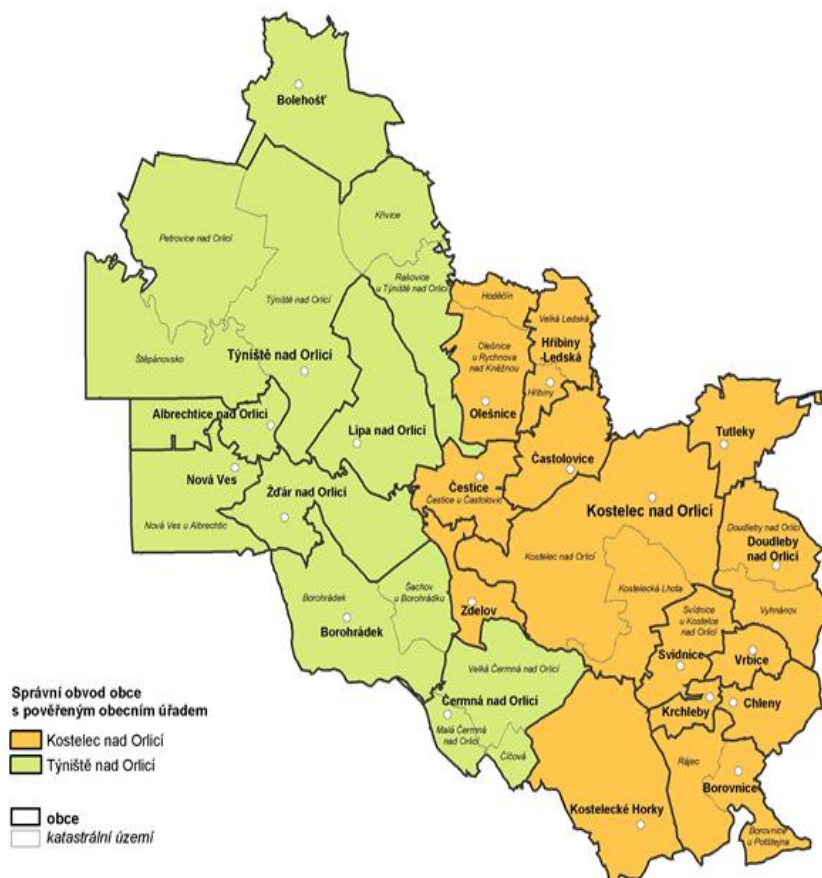 Bolehošť
Křivice
Petrovice nad Orlicí
Rašovice
u Týniště nad Orlicí
Hoděčín
Týniště nad Orlicí
Velká Ledská
Štěpánovsko
Olešnice
u Rychnova
nad Kněžnou
Hřibiny
-Ledská
Týniště nad Orlicí
Hřibiny
Olešnice
Albrechtice nad Orlicí
Lípa nad Orlicí
Tutleky
Častolovice
Nová Ves
Čestice
Čestice u Častolovic
Žďár nad Orlicí
Kostelec nad Orlicí
Nová Ves u Albrechtic
Doudleby nad Orlicí
Doudleby
nad Orlicí
Kostelec nad Orlicí
Šachov
u Borohrádku
Kostelecká Lhota
Borohrádek
Zdelov
Svídnice
u Kostelce
nad Orlicí
Vyhnánov
Borohrádek
Svídnice
Vrbice
Velká Čermná nad Orlicí
Čermná nad Orlicí
Krchleby
Chleny
Malá Čermná
nad Orlicí
Čičová
Rájec
Borovnice
Kostelecké Horky
Borovnice
u Potštejna
Správní obvod obce
s pověřeným obecním úřadem
Kostelec nad Orlicí
Týniště nad Orlicí
obce
katastrální území